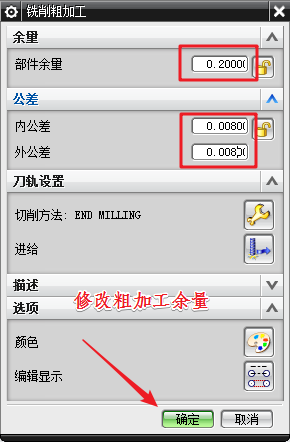 铣削粗加工
余量
部件余量 0.2000(
公差
内公差 0.0080(
外公差 0.0080(
刀轨设置
切削方法: END MILLING
进给
描述
修改粗加工余量
选项
颜色
编辑显示
确定 取消